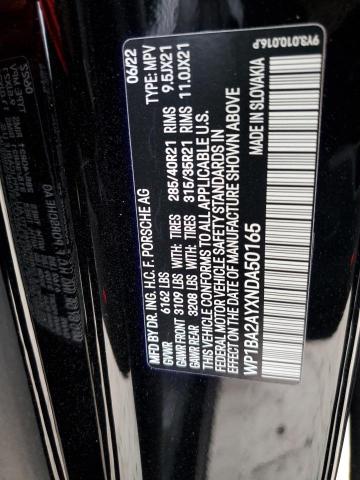 9Y3.010.016.P
06/22 TYPE: MPV
MFD BY DR. ING. H.C. F. PORSCHE AG
GVWR 6162 LBS
GAWR FRONT 3109 LBS WITH: TIRES 285/40R21 RIMS 9.5JX21
GAWR REAR 3208 LBS WITH: TIRES 315/35R21 RIMS 11.0JX21
THIS VEHICLE CONFORMS TO ALL APPLICABLE U.S.
FEDERAL MOTOR VEHICLE SAFETY STANDARDS IN
EFFECT ON THE DATE OF MANUFACTURE SHOWN ABOVE
MADE IN SLOVAKIA
WP1BA2AYXNDA50165